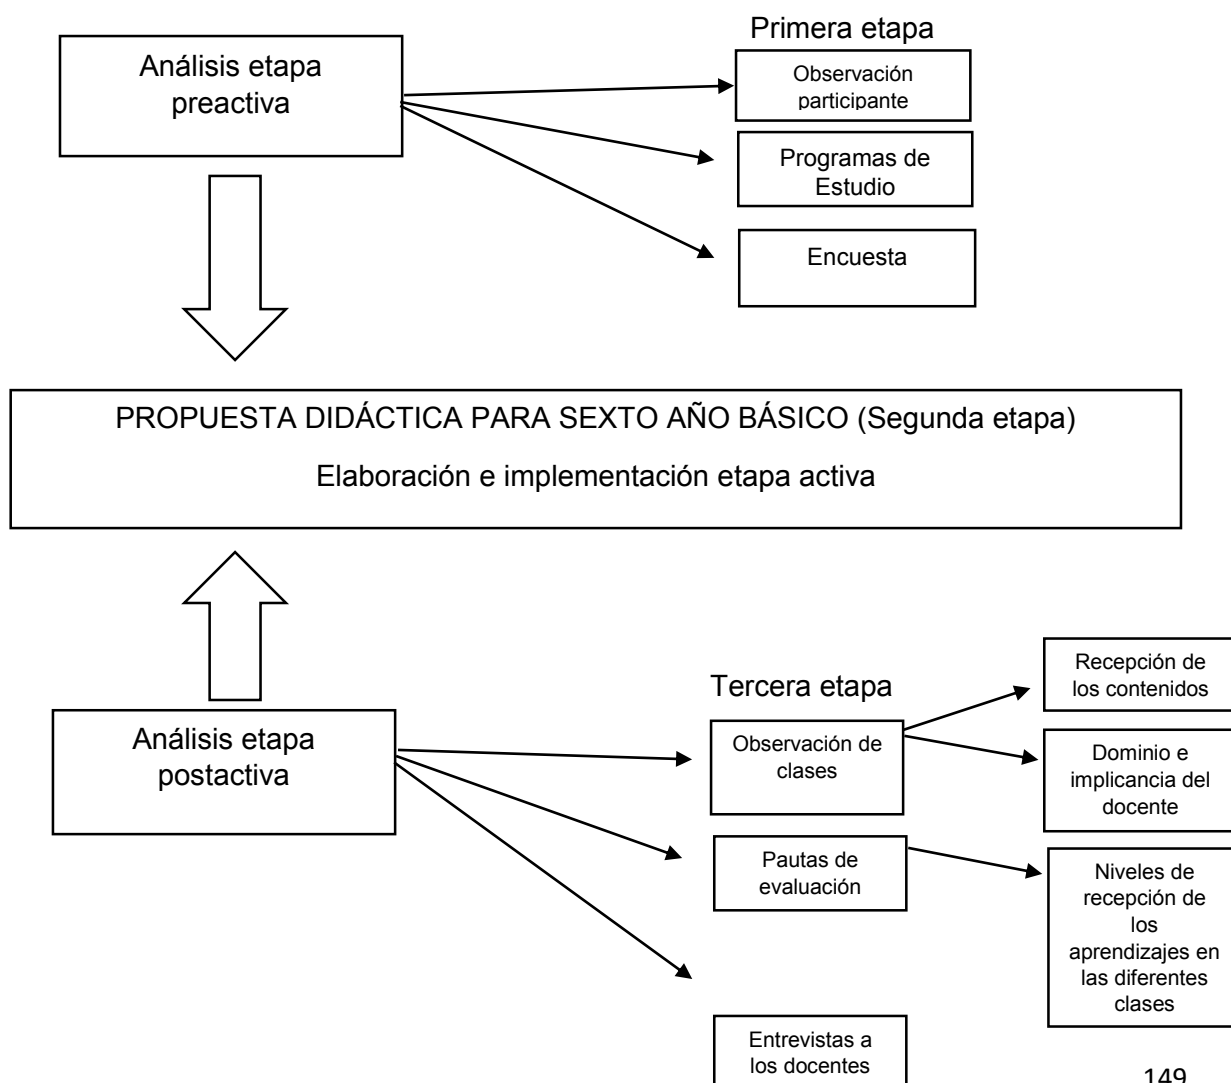 Primera etapa
Análisis etapa
preactiva
Observación
participante
Programas de
Estudio
Encuesta
PROPUESTA DIDÁCTICA PARA SEXTO AÑO BÁSICO (Segunda etapa)
Elaboración e implementación etapa activa
Tercera etapa
Análisis etapa
postactiva
Observación de
clases
Recepción de
los contenidos
Dominio e
implicancia del
docente
Pautas de
evaluación
Niveles de
recepción de
los
aprendizajes en
las diferentes
clases
Entrevistas a
los docentes
149